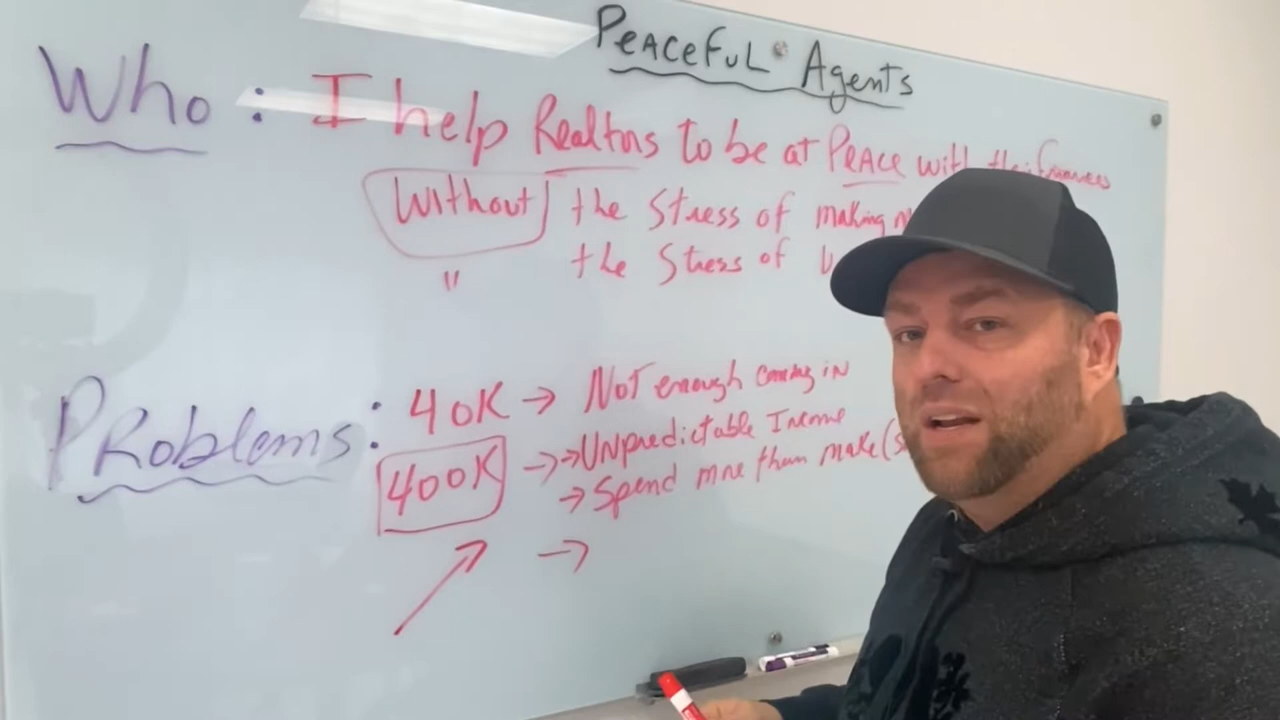 PEACEFUL Agents
Who : I help Realtors to be at PEACE with their finances
Without the Stress of making
" the Stress of
PRoblems : 40K → Not enough coming in
400K →→ Unpredictable Income
→ Spend more than make (s
→